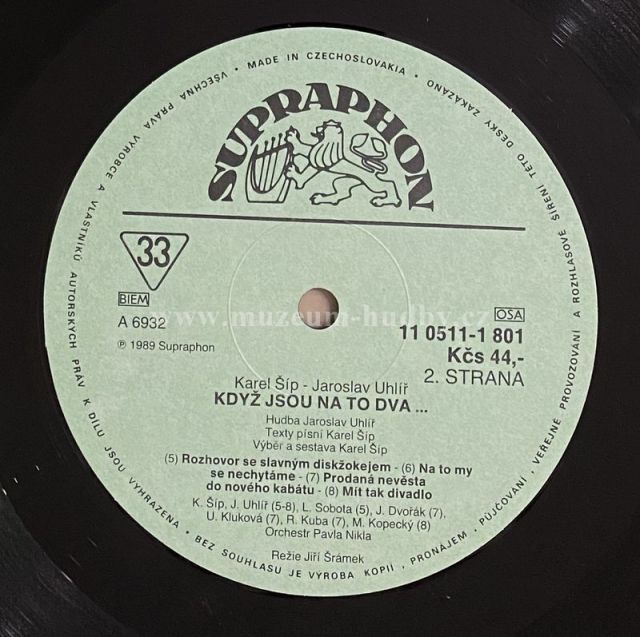 • MADE IN CZECHOSLOVAKIA • VŠECHNA PRÁVA VÝROBCE A VLASTNÍKŮ AUTORSKÝCH PRÁV K DÍLU JSOU VYHRAZENA • BEZ SOUHLASU JE VÝROBA KOPIÍ, PRONÁJEM, PŮJČOVÁNÍ, VEŘEJNÉ PROVOZOVÁNÍ A ROZHLASOVÉ ŠÍŘENÍ TÉTO DESKY ZAKÁZÁNO
SUPRAPHON
33
BIEM
OSA
www.muzeum-hudby.cz
A 6932
11 0511-1 801
℗ 1989 Supraphon
Kčs 44,-
2. STRANA
Karel Šíp - Jaroslav Uhlíř
KDYŽ JSOU NA TO DVA ...
Hudba Jaroslav Uhlíř
Texty písní Karel Šíp
Výběr a sestava Karel Šíp
(5) Rozhovor se slavným diskžokejem - (6) Na to my
se nechytáme - (7) Prodaná nevěsta
do nového kabátu - (8) Mít tak divadlo
K. Šíp, J. Uhlíř (5-8), L. Sobota (5), J. Dvořák (7),
U. Kluková (7), R. Kuba (7), M. Kopecký (8)
Orchestr Pavla Nikla
Režie Jiří Šrámek